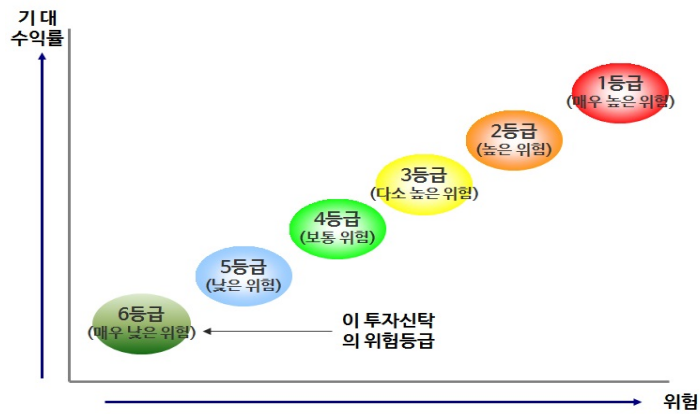 기 대
수익률
1등급
(매우 높은 위험)
2등급
(높은 위험)
3등급
(다소 높은 위험)
4등급
(보통 위험)
5등급
(낮은 위험)
6등급
(매우 낮은 위험)
이 투자신탁
의 위험등급
위험